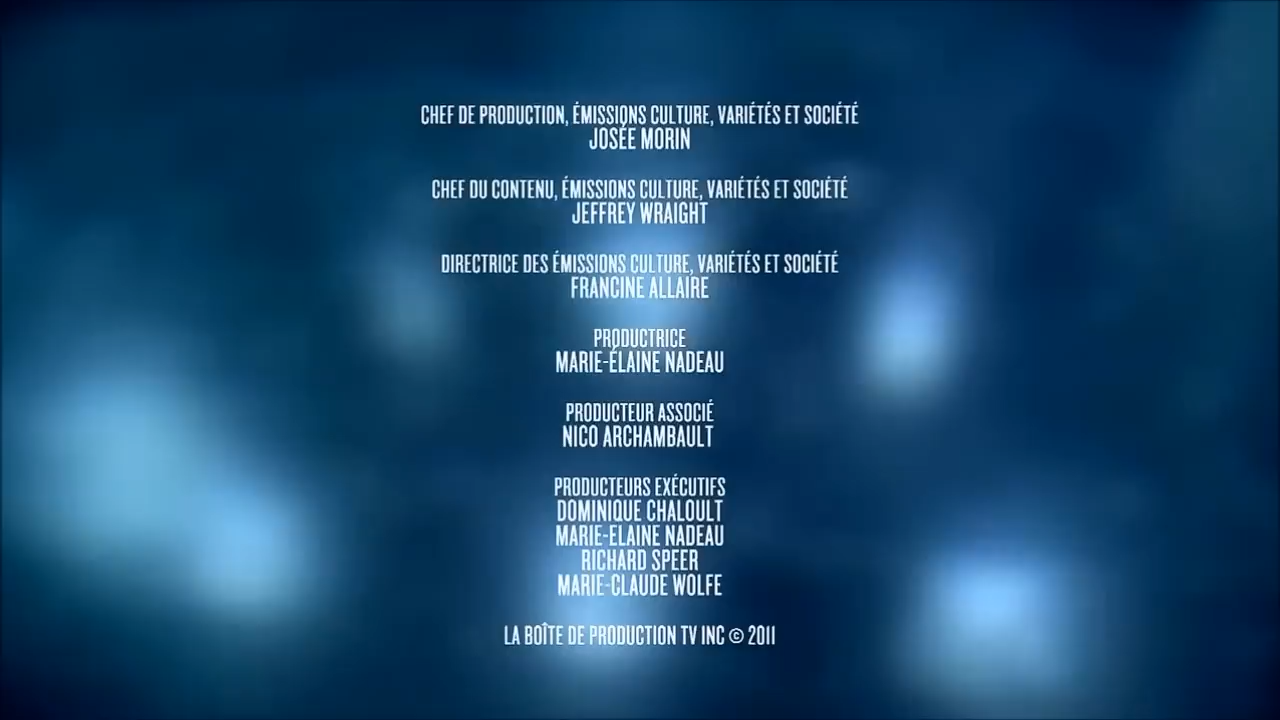 CHEF DE PRODUCTION, ÉMISSIONS CULTURE, VARIÉTÉS ET SOCIÉTÉ
JOSÉE MORIN
CHEF DU CONTENU, ÉMISSIONS CULTURE, VARIÉTÉS ET SOCIÉTÉ
JEFFREY WRAIGHT
DIRECTRICE DES ÉMISSIONS CULTURE, VARIÉTÉS ET SOCIÉTÉ
FRANCINE ALLAIRE
PRODUCTRICE
MARIE-ÉLAINE NADEAU
PRODUCTEUR ASSOCIÉ
NICO ARCHAMBAULT
PRODUCTEURS EXÉCUTIFS
DOMINIQUE CHALOULT
MARIE-ELAINE NADEAU
RICHARD SPEER
MARIE-CLAUDE WOLFE
LA BOÎTE DE PRODUCTION TV INC © 2011